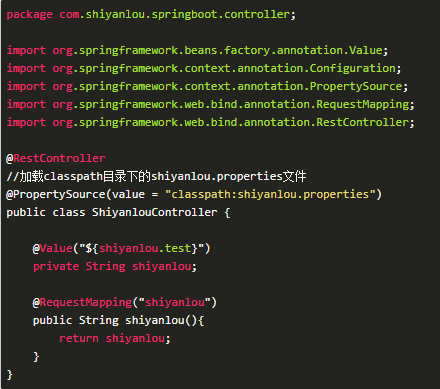 package com.shiyanlou.springboot.controller;
import org.springframework.beans.factory.annotation.Value;
import org.springframework.context.annotation.Configuration;
import org.springframework.context.annotation.PropertySource;
import org.springframework.web.bind.annotation.RequestMapping;
import org.springframework.web.bind.annotation.RestController;
@RestController
//加载classpath目录下的shiyanlou.properties文件
@PropertySource(value = "classpath:shiyanlou.properties")
public class ShiyanlouController {
@Value("${shiyanlou.test}")
private String shiyanlou;
@RequestMapping("shiyanlou")
public String shiyanlou(){
return shiyanlou;
}
}